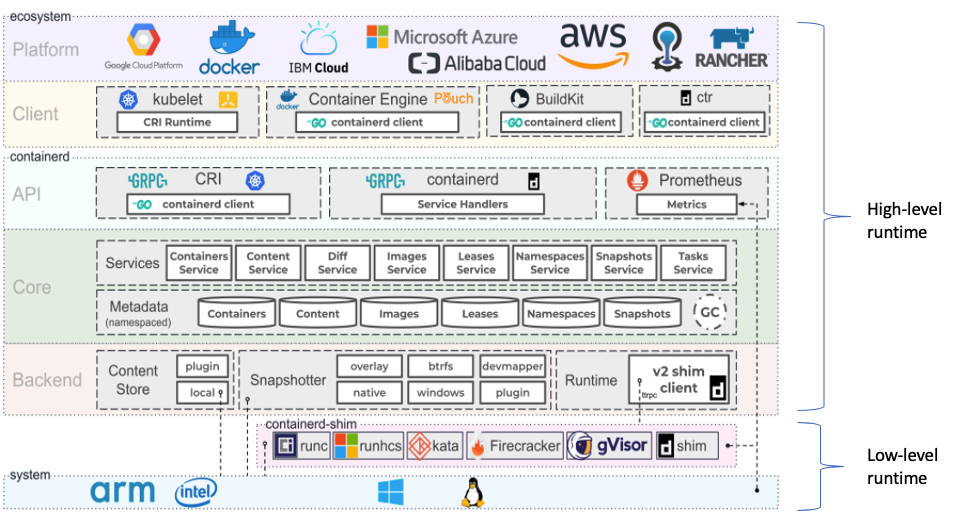 ecosystem
Platform
Google Cloud Platform
docker
IBM Cloud
Microsoft Azure
Alibaba Cloud
aws
RANCHER
Client
kubelet
CRI Runtime
docker
Container Engine
Pouch
GO containerd client
BuildKit
GO containerd client
ctr
GO containerd client
containerd
API
GRPC CRI
GO containerd client
GRPC containerd
Service Handlers
Prometheus
Metrics
High-level
runtime
Core
Services
Containers
Service
Content
Service
Diff
Service
Images
Service
Leases
Service
Namespaces
Service
Snapshots
Service
Tasks
Service
Metadata
(namespaced)
Containers
Content
Images
Leases
Namespaces
Snapshots
GC
Backend
Content
Store
plugin
local
Snapshotter
overlay
btrfs
devmapper
native
windows
plugin
Runtime
v2 shim
client
ttrpc
containerd-shim
runc
runhcs
kata
Firecracker
gVisor
shim
Low-level
runtime
system
arm
intel